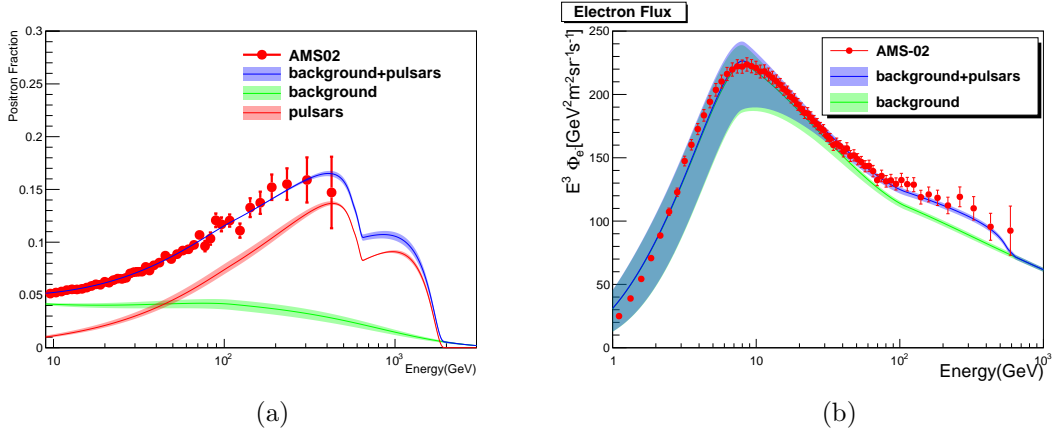 Positron Fraction
0.3
0.25
0.2
0.15
0.1
0.05
0
10
10²
10³
Energy(GeV)
AMS02
background+pulsars
background
pulsars
(a)
Electron Flux
E³ Φₑ-[GeV²m-²sr-¹s-¹]
250
200
150
100
50
0
1
10
10²
10³
Energy(GeV)
AMS-02
background+pulsars
background
(b)